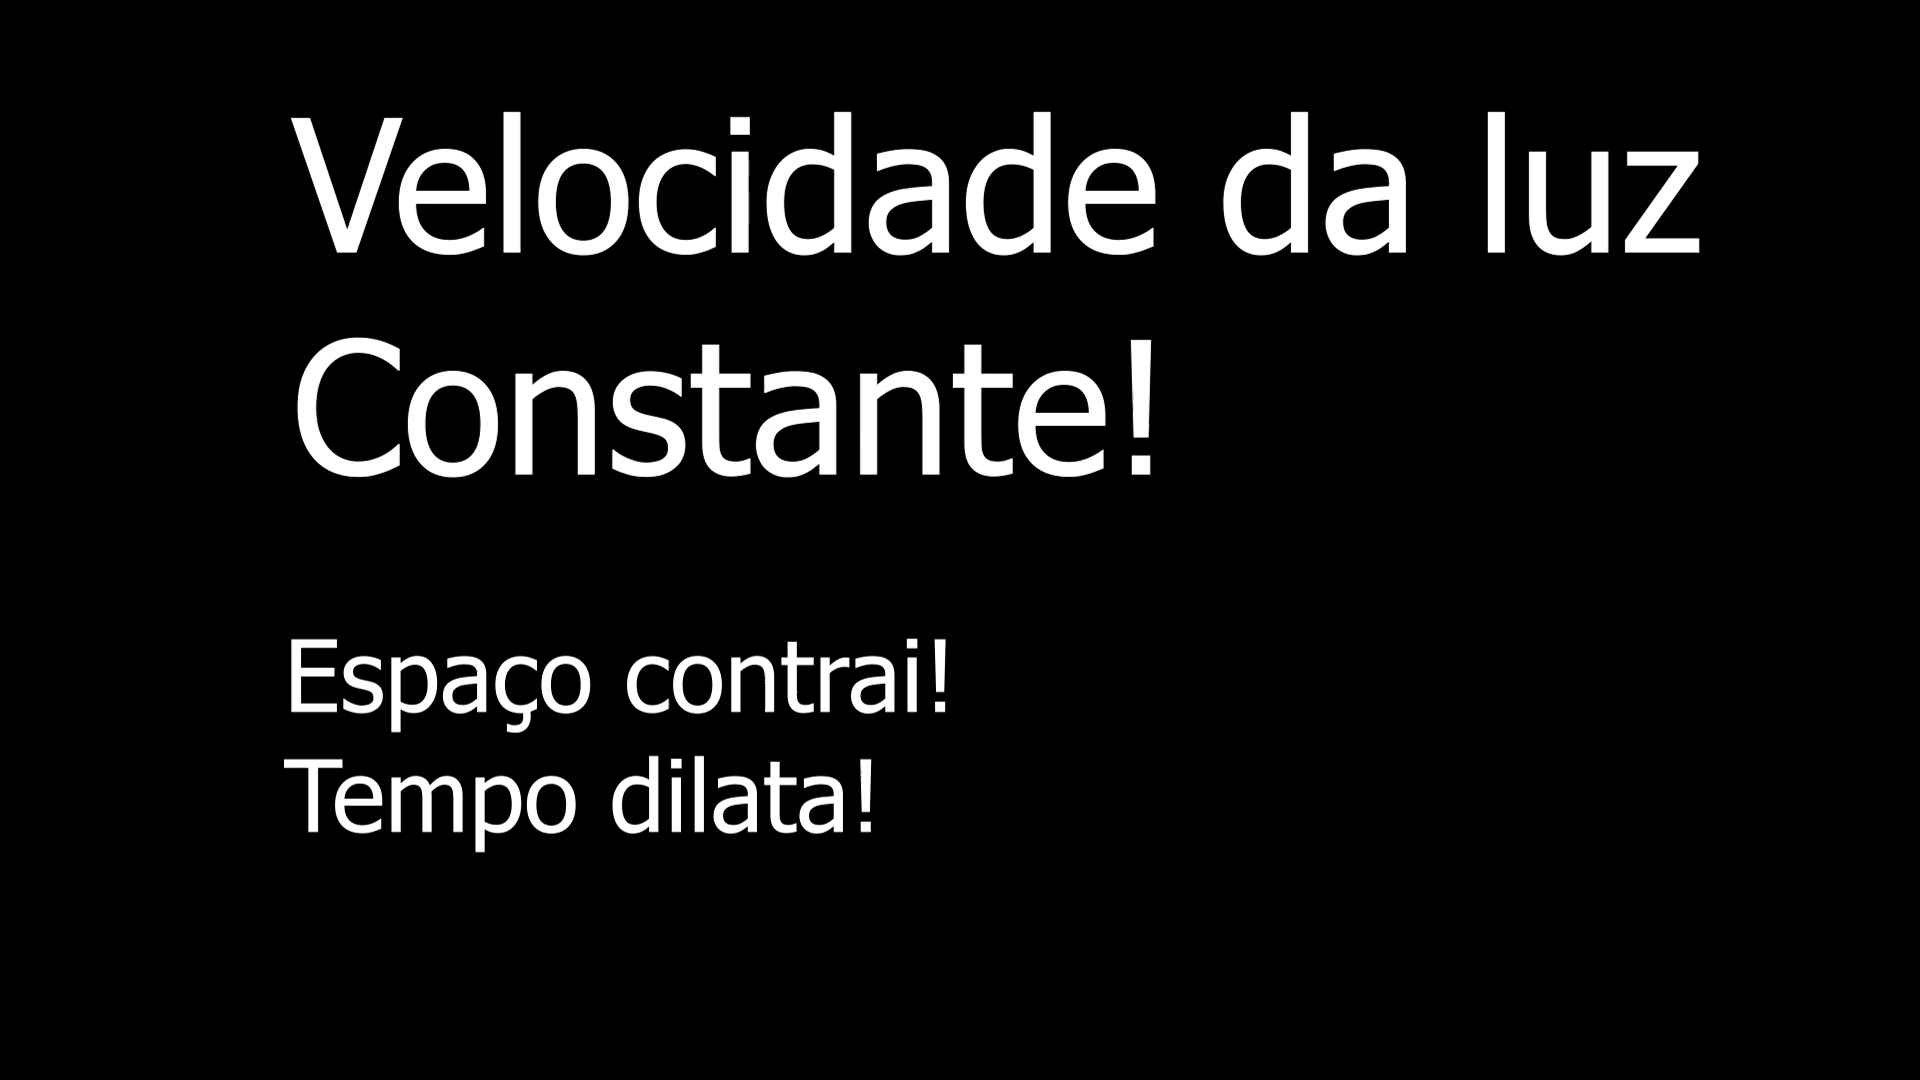 Velocidade da luz
Constante!
Espaço contrai!
Tempo dilata!